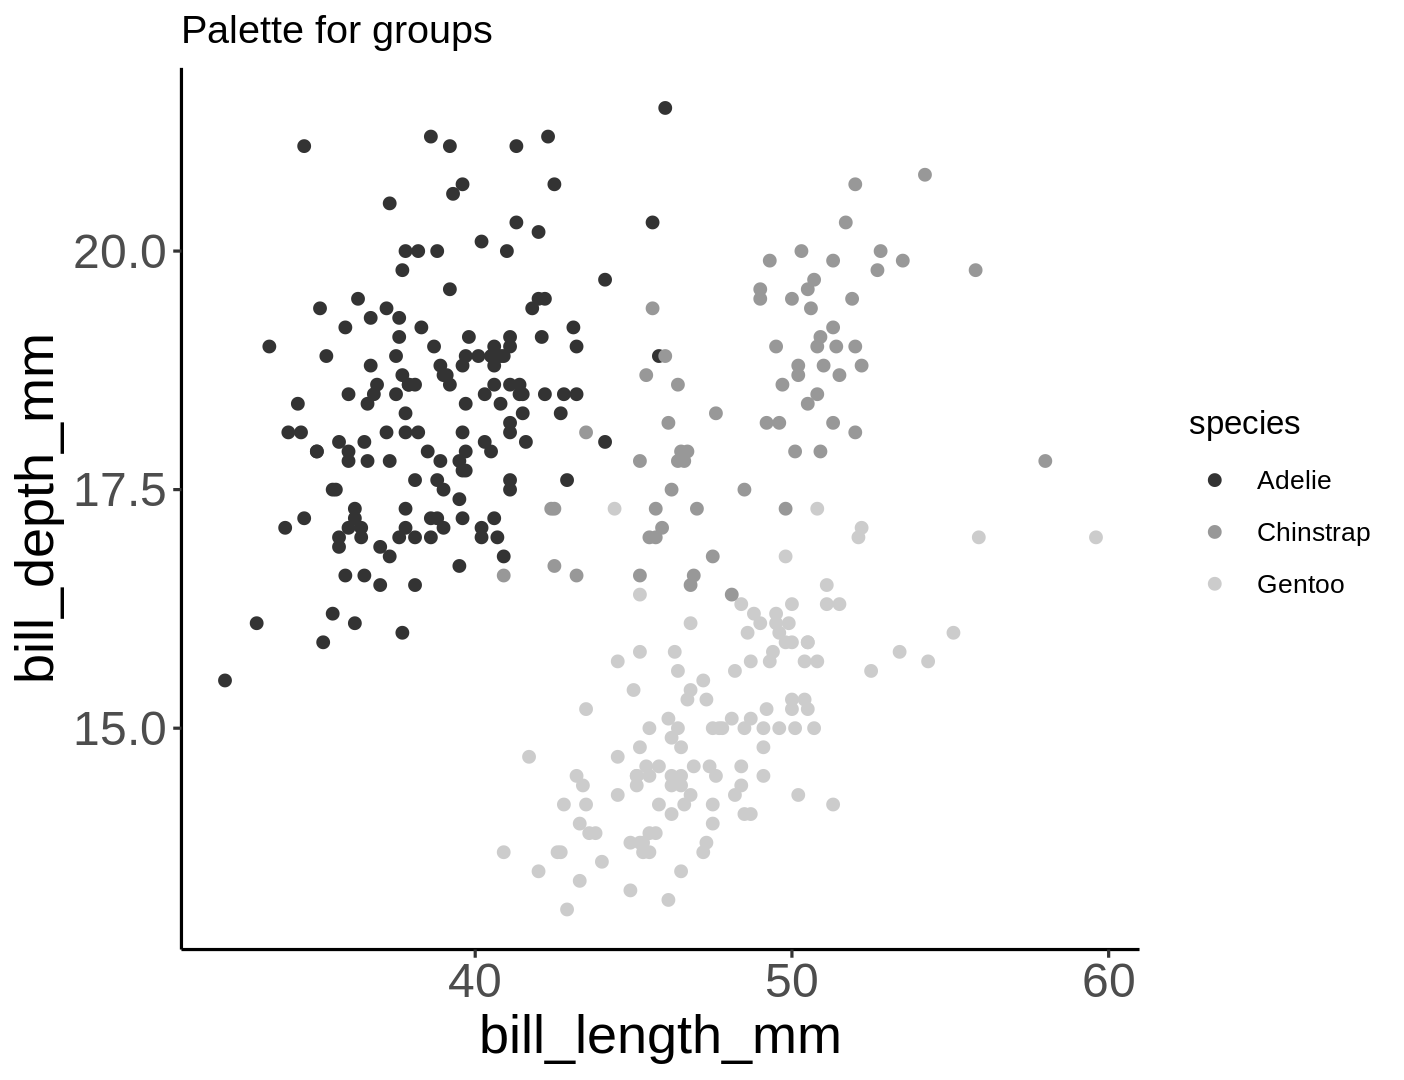 Palette for groups
20.0
17.5
15.0
bill_depth_mm
40 50 60
bill_length_mm
species
Adelie
Chinstrap
Gentoo